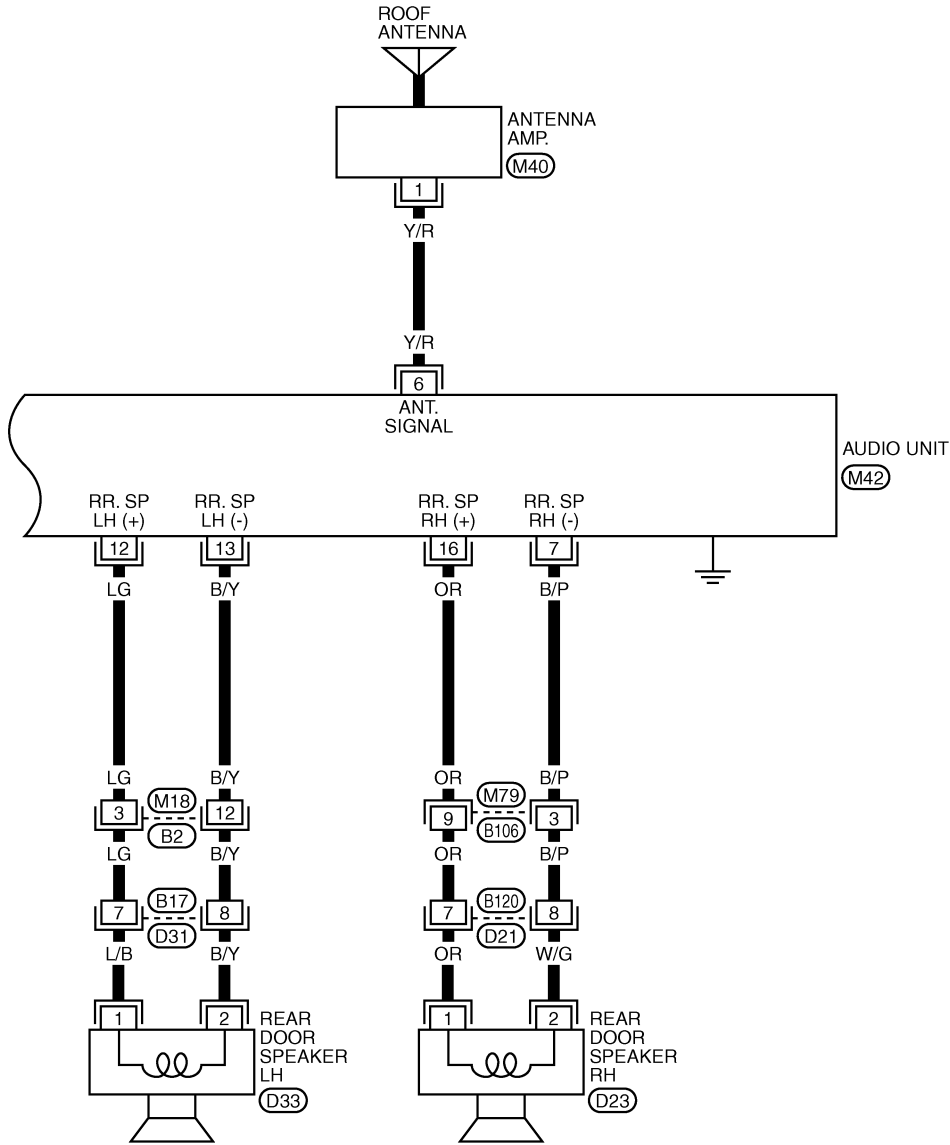 ROOF
ANTENNA
ANTENNA
AMP.
M40
1
Y/R
Y/R
6
ANT.
SIGNAL
AUDIO UNIT
M42
RR. SP
LH (+)
RR. SP
LH (-)
RR. SP
RH (+)
RR. SP
RH (-)
12
13
16
7
LG
B/Y
OR
B/P
LG
B/Y
OR
B/P
3
M18
B2
12
9
M79
B106
3
LG
B/Y
OR
B/P
7
B17
D31
8
7
B120
D21
8
L/B
B/Y
OR
W/G
1
2
REAR
DOOR
SPEAKER
LH
D33
1
2
REAR
DOOR
SPEAKER
RH
D23